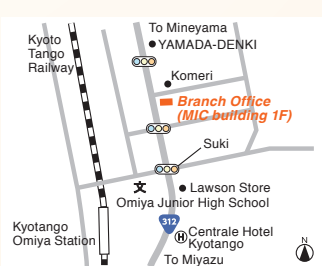 To Mineyama
Kyoto
Tango
Railway
YAMADA-DENKI
Komeri
Branch Office
(MIC building 1F)
Suki
文
Lawson Store
Omiya Junior High School
312
Kyotango
Omiya Station
H
Centrale Hotel
Kyotango
To Miyazu
N